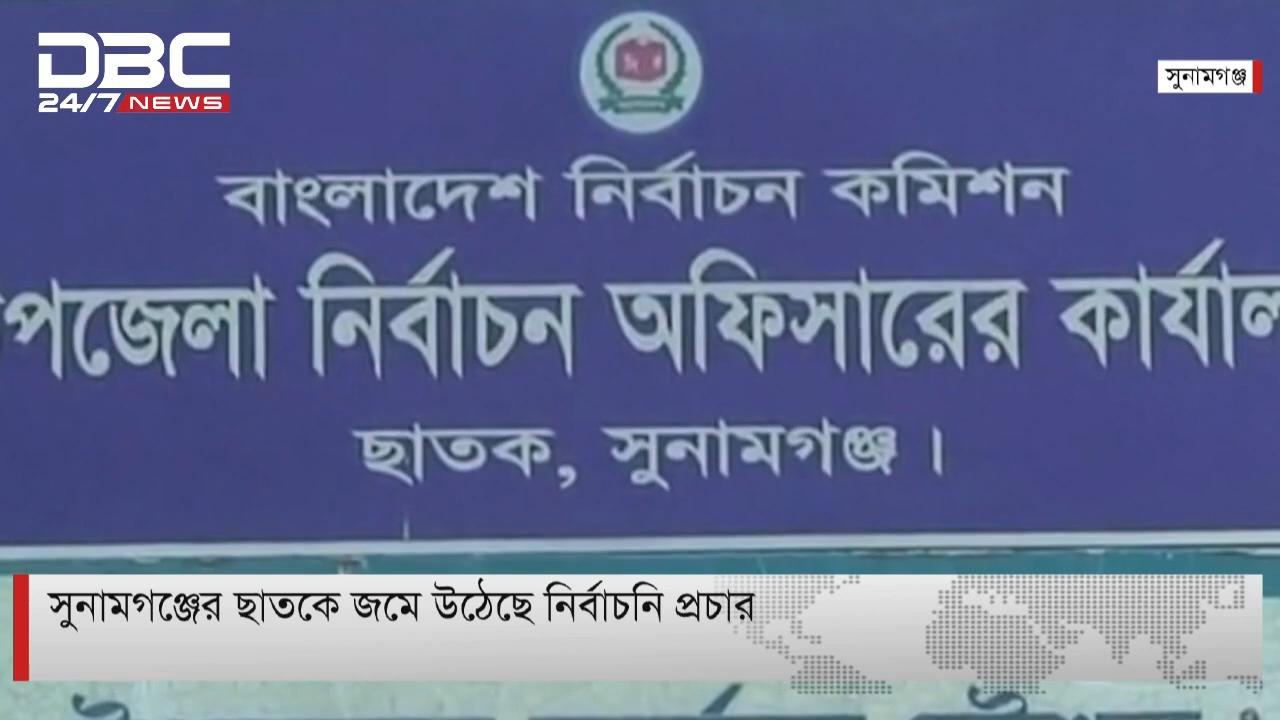 DBC
24/7 NEWS
সুনামগঞ্জ
বাংলাদেশ নির্বাচন কমিশন
পজেলা নির্বাচন অফিসারের কার্যাল
ছাতক, সুনামগঞ্জ।
সুনামগঞ্জের ছাতকে জমে উঠেছে নির্বাচনি প্রচার